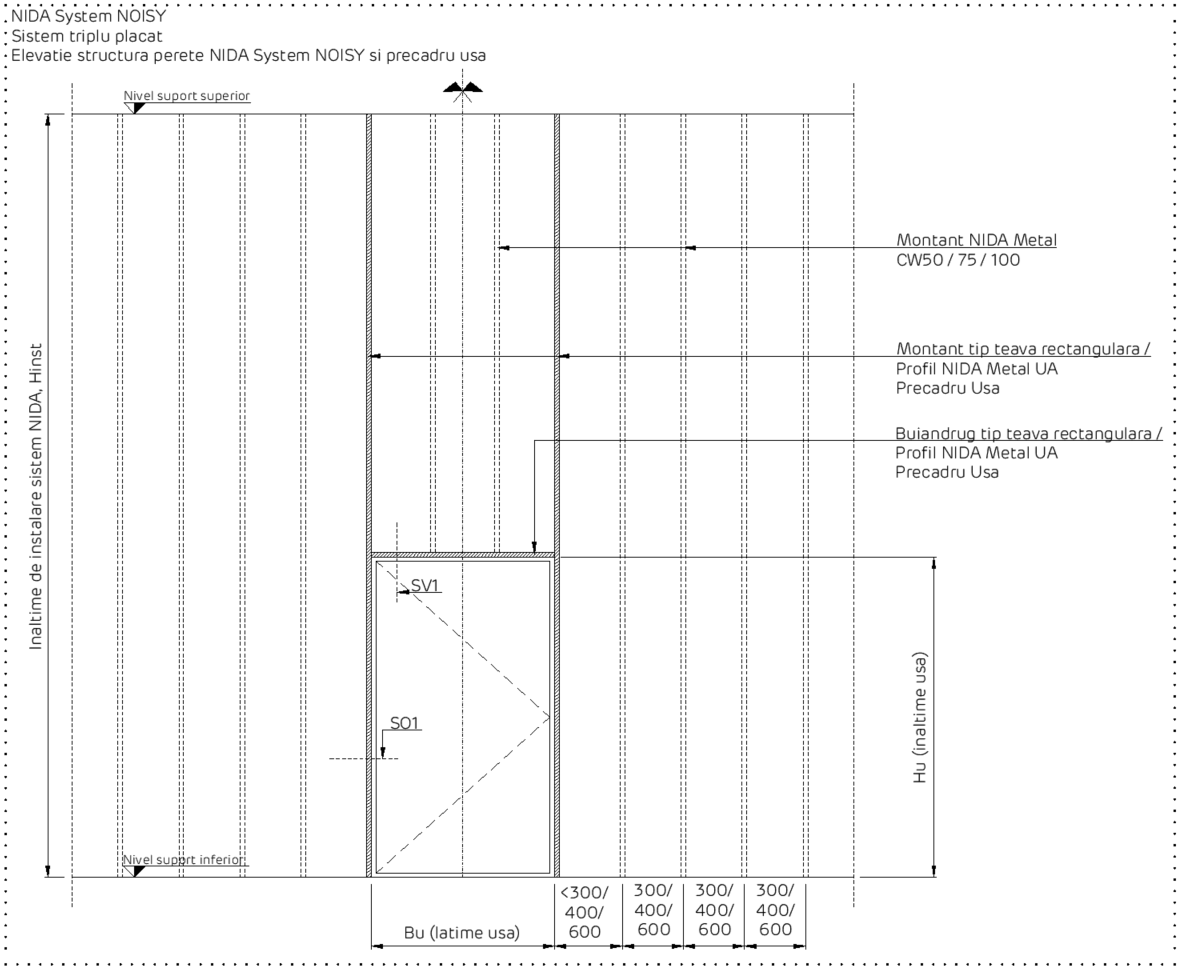 NIDA System NOISY
Sistem triplu placat
Elevatie structura perete NIDA System NOISY si precadru usa
Nivel suport superior
Montant NIDA Metal
CW50 / 75 / 100
Montant tip teava rectangulara /
Profil NIDA Metal UA
Precadru Usa
Buiandrug tip teava rectangulara /
Profil NIDA Metal UA
Precadru Usa
Inaltime de instalare sistem NIDA, Hinst
SV1
SO1
Hu (inaltime usa)
Nivel suport inferior
Bu (latime usa)
<300/
400/
600
300/
400/
600
300/
400/
600
300/
400/
600